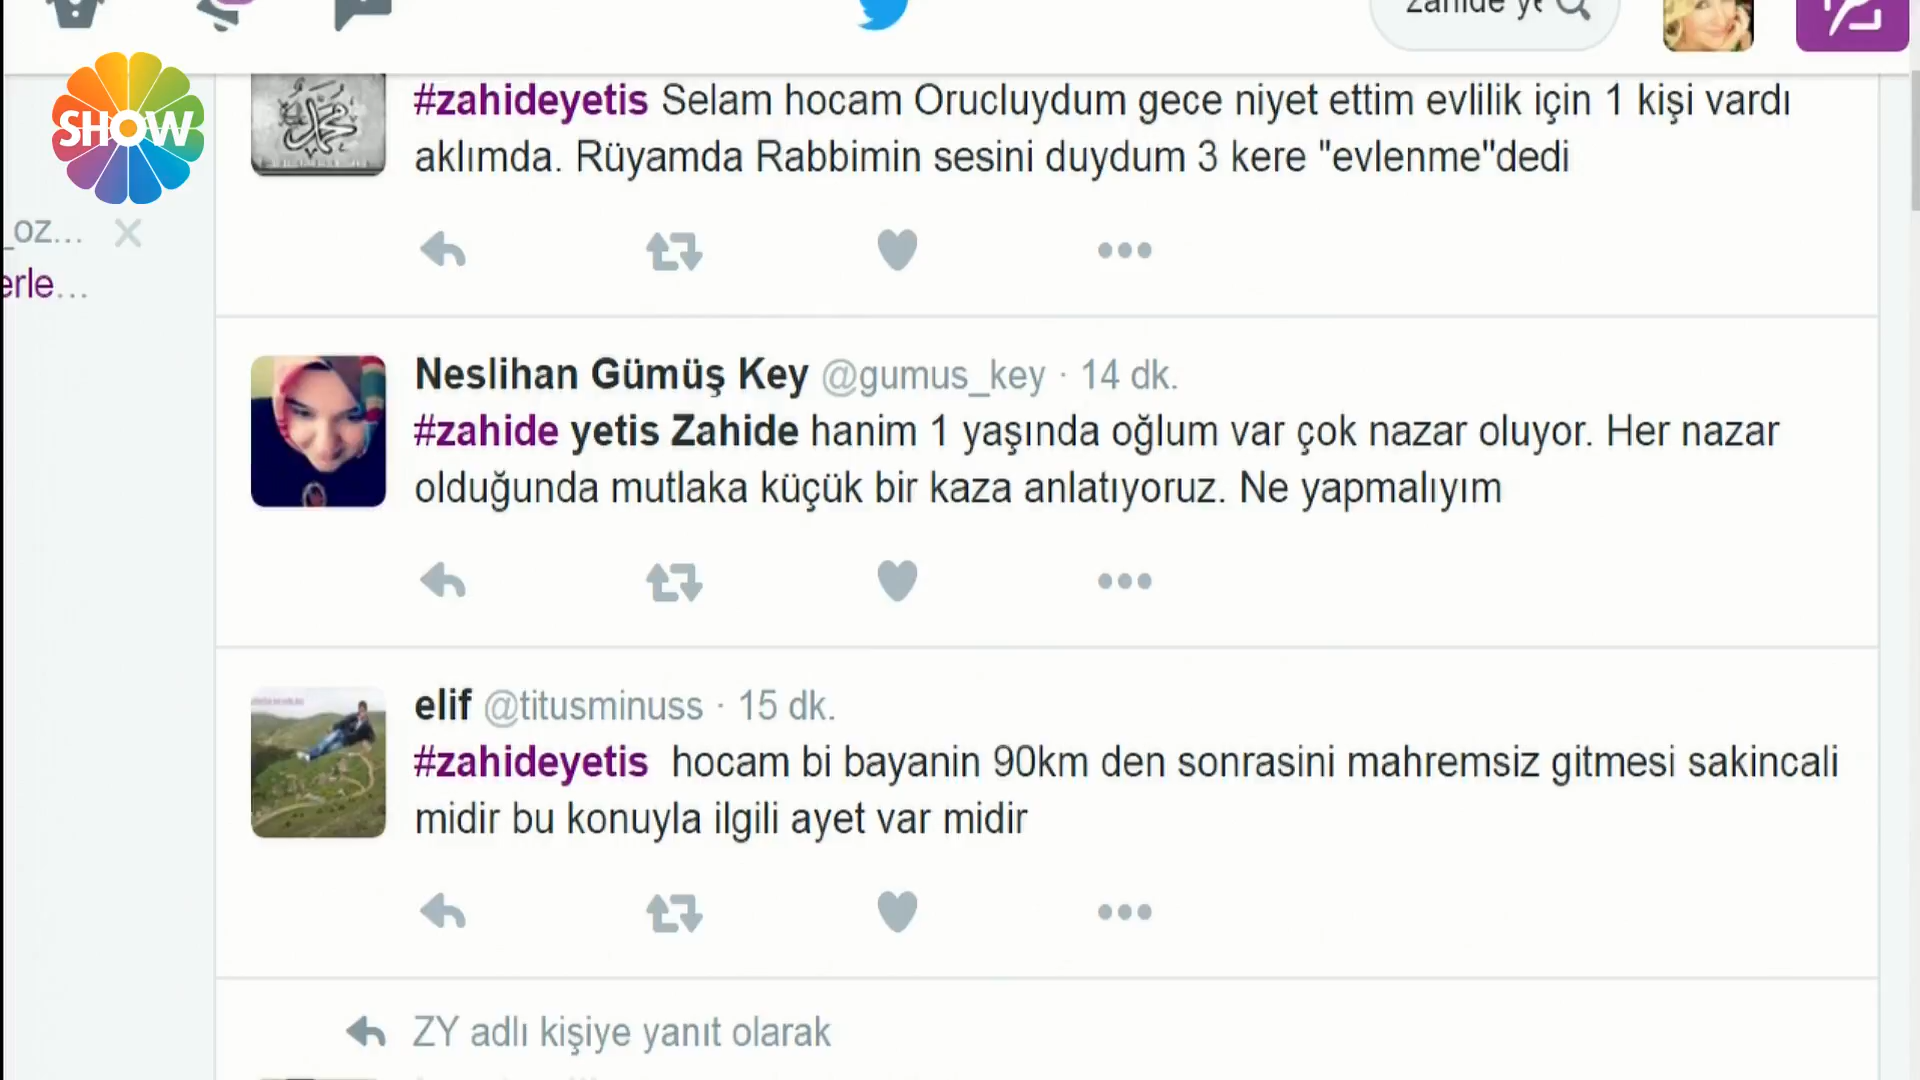 zahide ye
SHOW
#zahideyetis Selam hocam Orucluydum gece niyet ettim evlilik için 1 kişi vardı
aklımda. Rüyamda Rabbimin sesini duydum 3 kere "evlenme"dedi
_oz...
erle...
Neslihan Gümüş Key @gumus_key · 14 dk.
#zahide yetis Zahide hanim 1 yaşında oğlum var çok nazar oluyor. Her nazar
olduğunda mutlaka küçük bir kaza anlatıyoruz. Ne yapmalıyım
elif @titusminuss · 15 dk.
#zahideyetis hocam bi bayanin 90km den sonrasini mahremsiz gitmesi sakincali
midir bu konuyla ilgili ayet var midir
ZY adlı kişiye yanıt olarak